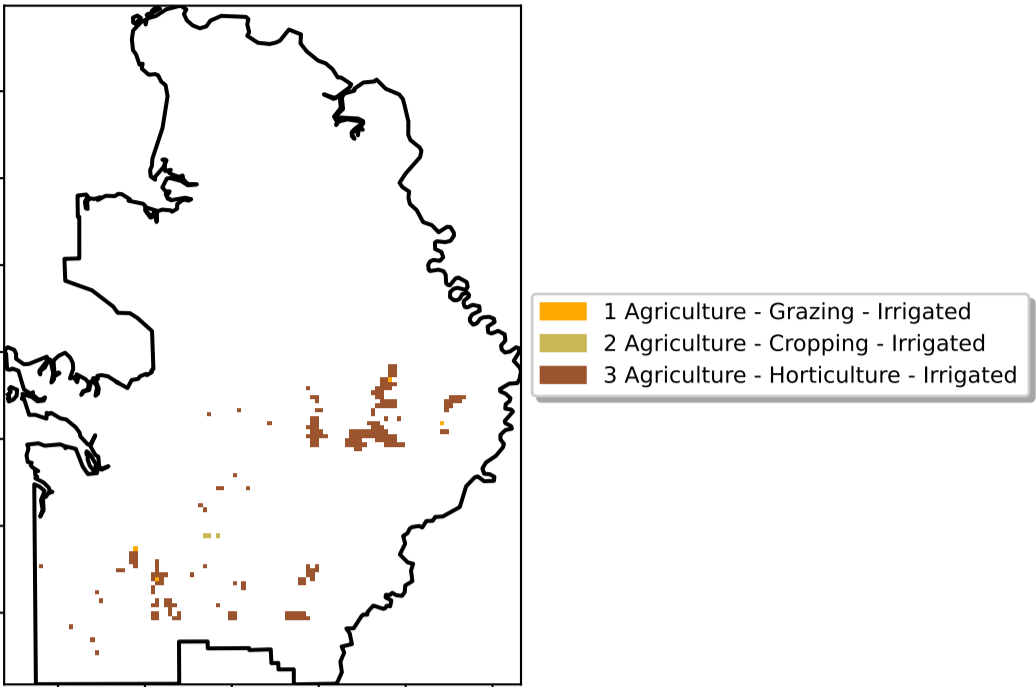 1 Agriculture - Grazing - Irrigated
2 Agriculture - Cropping - Irrigated
3 Agriculture - Horticulture - Irrigated